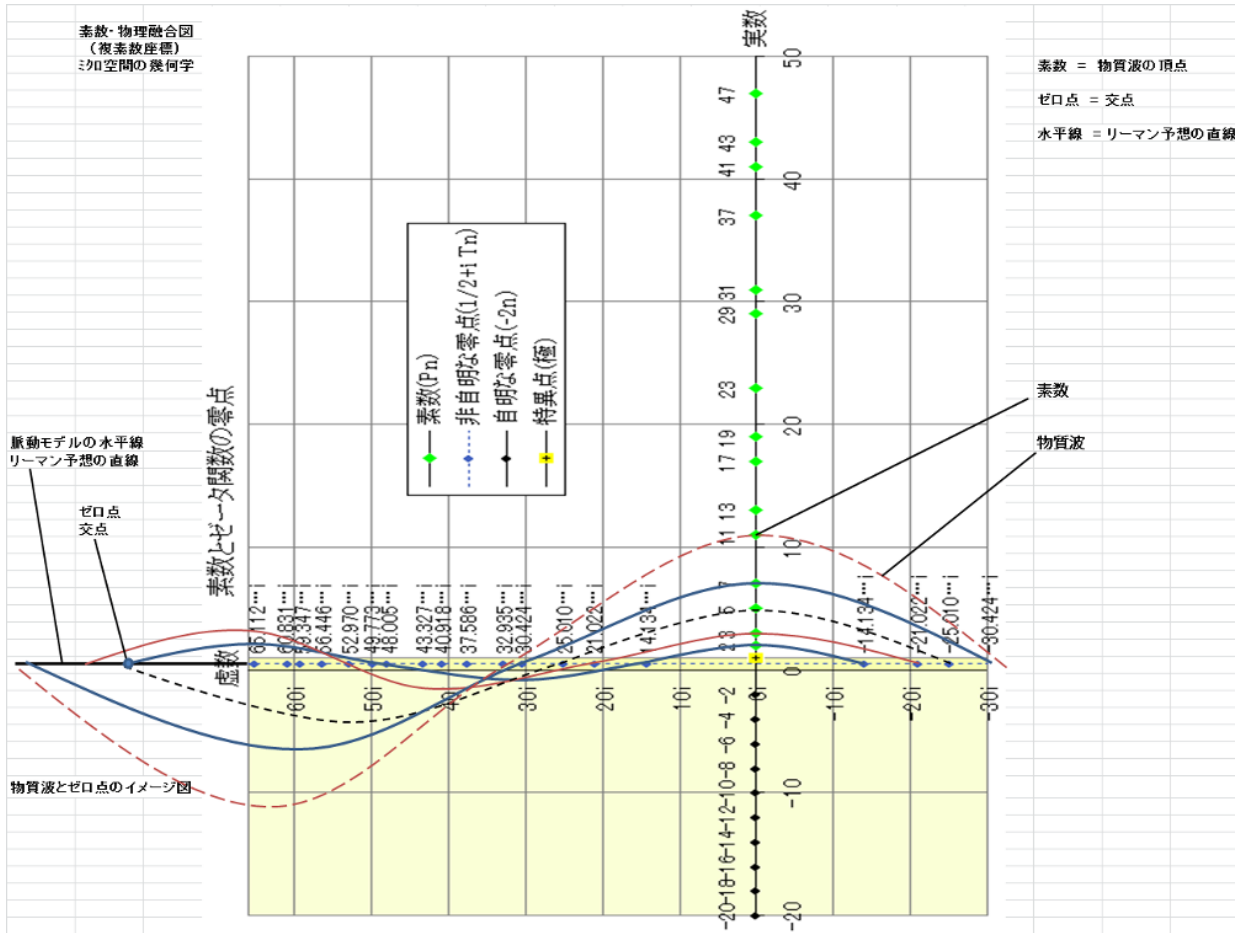 素数・物理融合図
（複素数座標）
ミクロ空間の幾何学
素数 = 物質波の頂点
ゼロ点 = 交点
水平線 = リーマン予想の直線
素数
物質波
脈動モデルの水平線
リーマン予想の直線
ゼロ点
交点
物質波とゼロ点のイメージ図
素数とゼータ関数の零点
素数(Pn)
非自明な零点(1/2+i Tn)
自明な零点(-2n)
特異点(極)
実数
虚数
50
40
30
20
10
0
-10
-20
47
43
41
37
31
29
23
19
17
13
11
7
5
3
2
-2
-4
-6
-8
-10
-12
-14
-16
-18
-20
60i
50i
40i
30i
20i
10i
0i
-10i
-20i
-30i
65.112…i
60.831…i
59.347…i
56.446…i
52.970…i
49.773…i
48.005…i
43.327…i
40.918…i
37.586…i
32.935…i
30.424…i
25.010…i
21.022…i
14.134…i
-14.134…i
-21.022…i
-25.010…i
-30.424…i